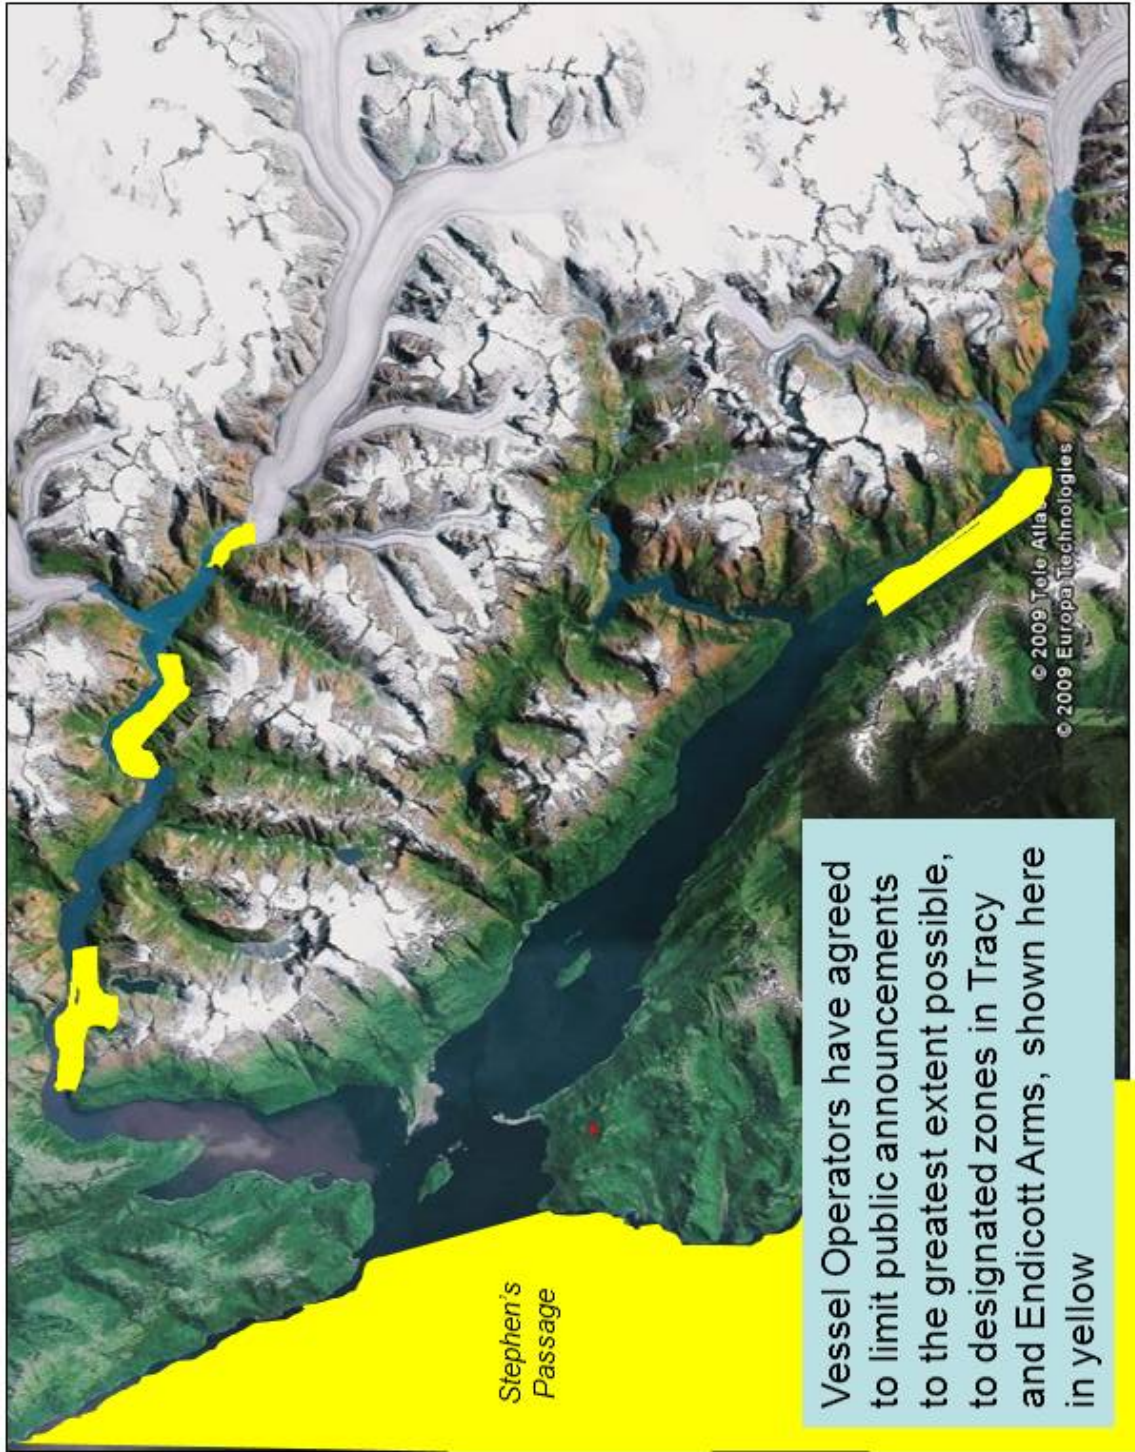 Stephen's
Passage
Vessel Operators have agreed
to limit public announcements
to the greatest extent possible,
to designated zones in Tracy
and Endicott Arms, shown here
in yellow
© 2009 Tele Atlas
© 2009 Europa Technologies